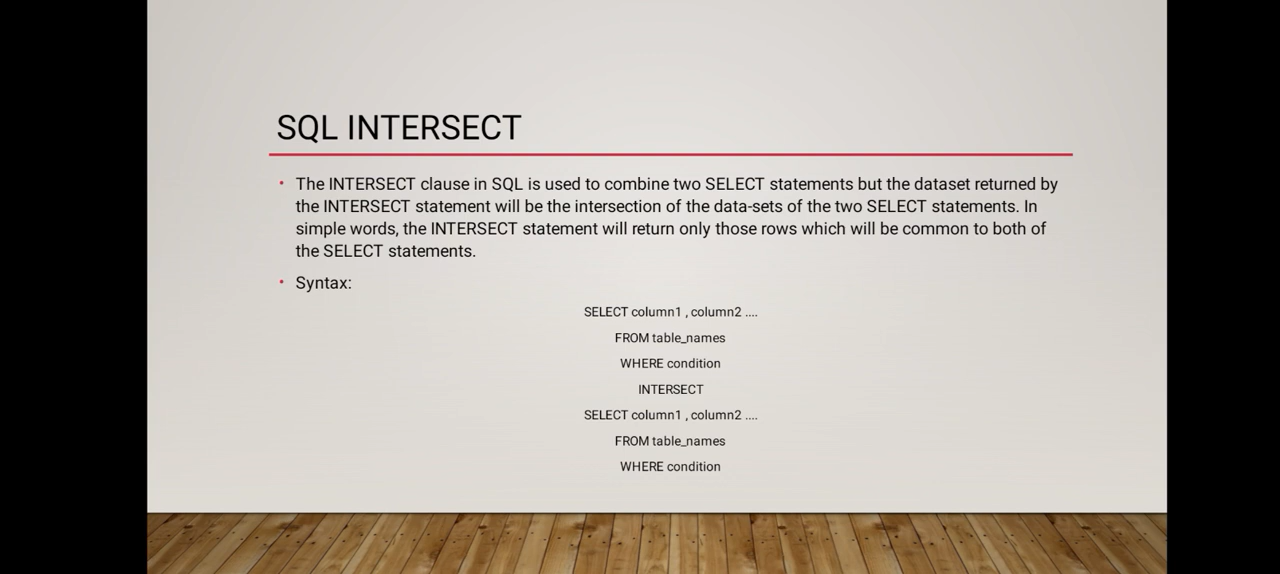 SQL INTERSECT
• The INTERSECT clause in SQL is used to combine two SELECT statements but the dataset returned by
the INTERSECT statement will be the intersection of the data-sets of the two SELECT statements. In
simple words, the INTERSECT statement will return only those rows which will be common to both of
the SELECT statements.
• Syntax:
SELECT column1 , column2 ....
FROM table_names
WHERE condition
INTERSECT
SELECT column1 , column2 ....
FROM table_names
WHERE condition